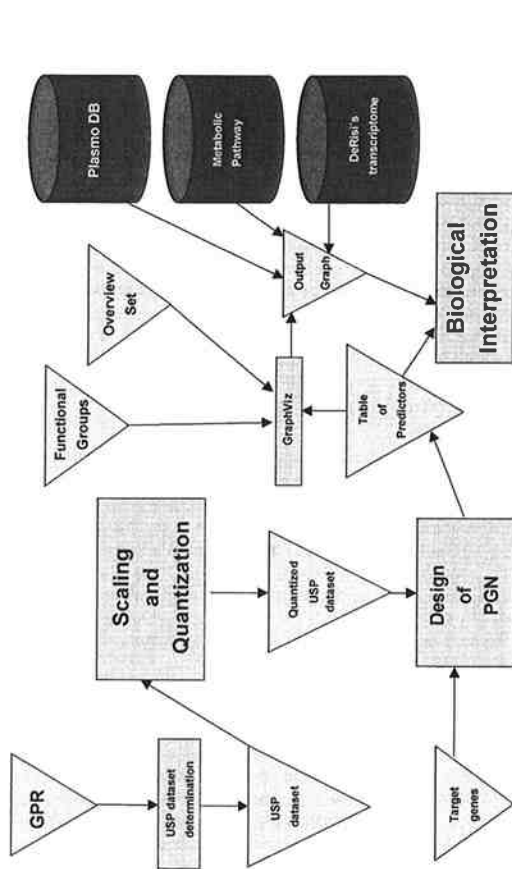 GPR
USP dataset
determination
USP
dataset
Scaling
and
Quantization
Quantized
USP
dataset
Target
genes
Design
of
PGN
Functional
Groups
Overview
Set
GraphViz
Table
of
Predictors
Output
Graph
Plasmo DB
Metabolic
Pathway
DeRisi's
transcriptome
Biological
Interpretation